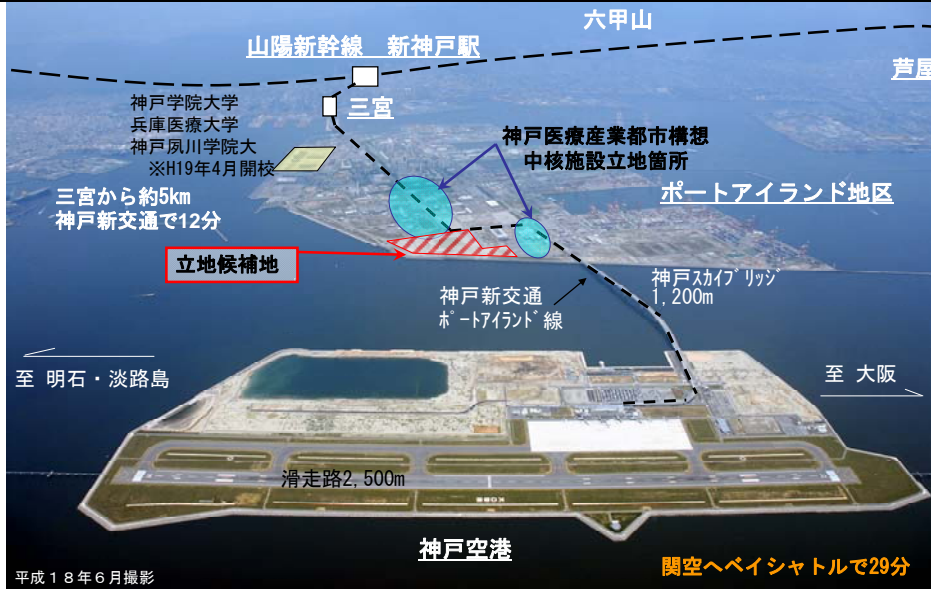 六甲山
山陽新幹線　新神戸駅
芦屋
三宮
神戸学院大学
兵庫医療大学
神戸夙川学院大
※H19年4月開校
神戸医療産業都市構想
中核施設立地箇所
三宮から約5km
神戸新交通で12分
ポートアイランド地区
立地候補地
神戸スカイブリッジ
1,200m
神戸新交通
ポートアイランド線
至 明石・淡路島
至 大阪
滑走路2,500m
KOBE
神戸空港
関空へベイシャトルで29分
平成１８年６月撮影